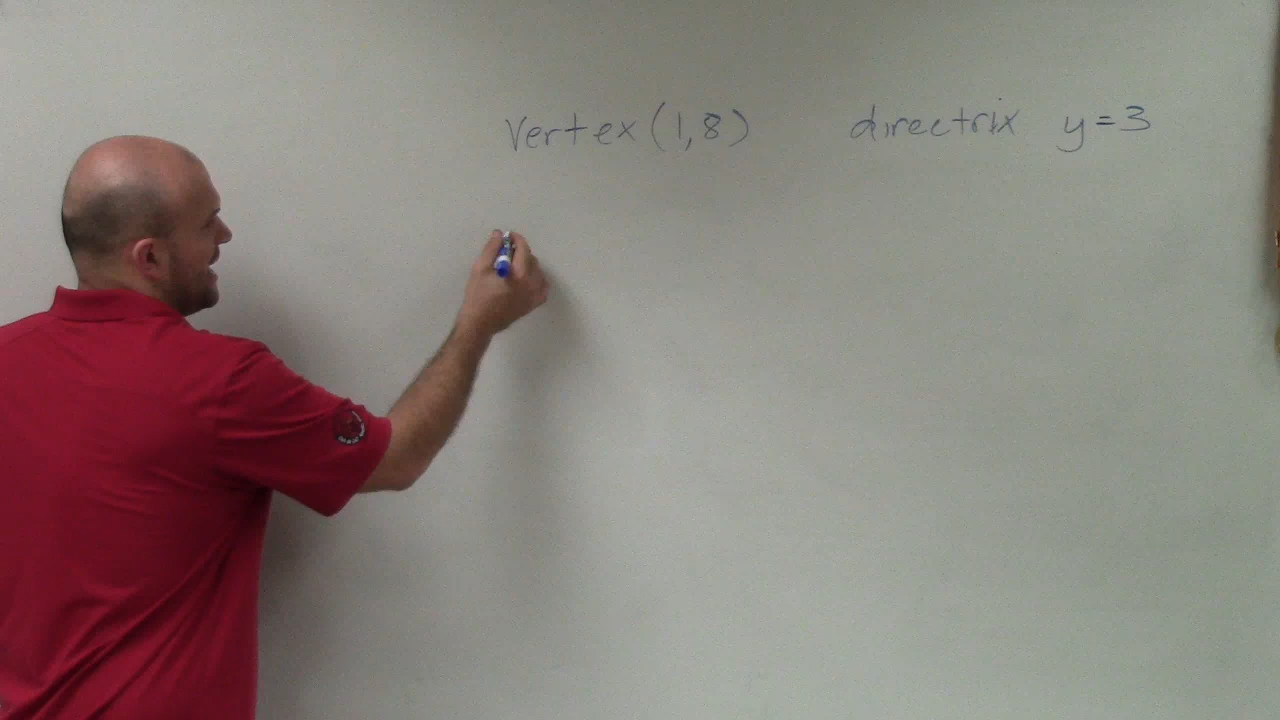 vertex (1,8) directrix y=3